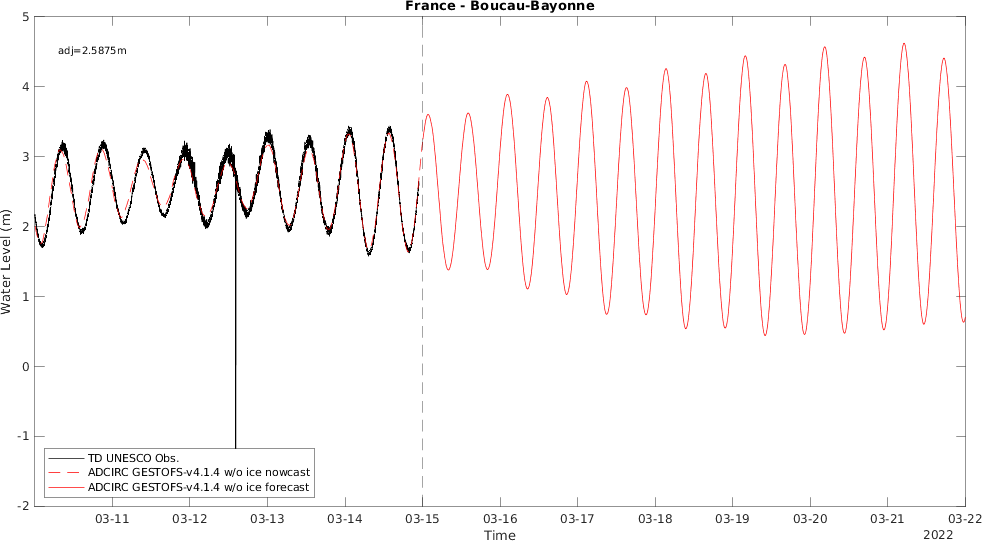 France - Boucau-Bayonne
adj=2.5875m
5
4
3
2
1
0
-1
-2
Water Level (m)
TD UNESCO Obs.
ADCIRC GESTOFS-v4.1.4 w/o ice nowcast
ADCIRC GESTOFS-v4.1.4 w/o ice forecast
03-11 03-12 03-13 03-14 03-15 03-16 03-17 03-18 03-19 03-20 03-21 03-22
Time
2022